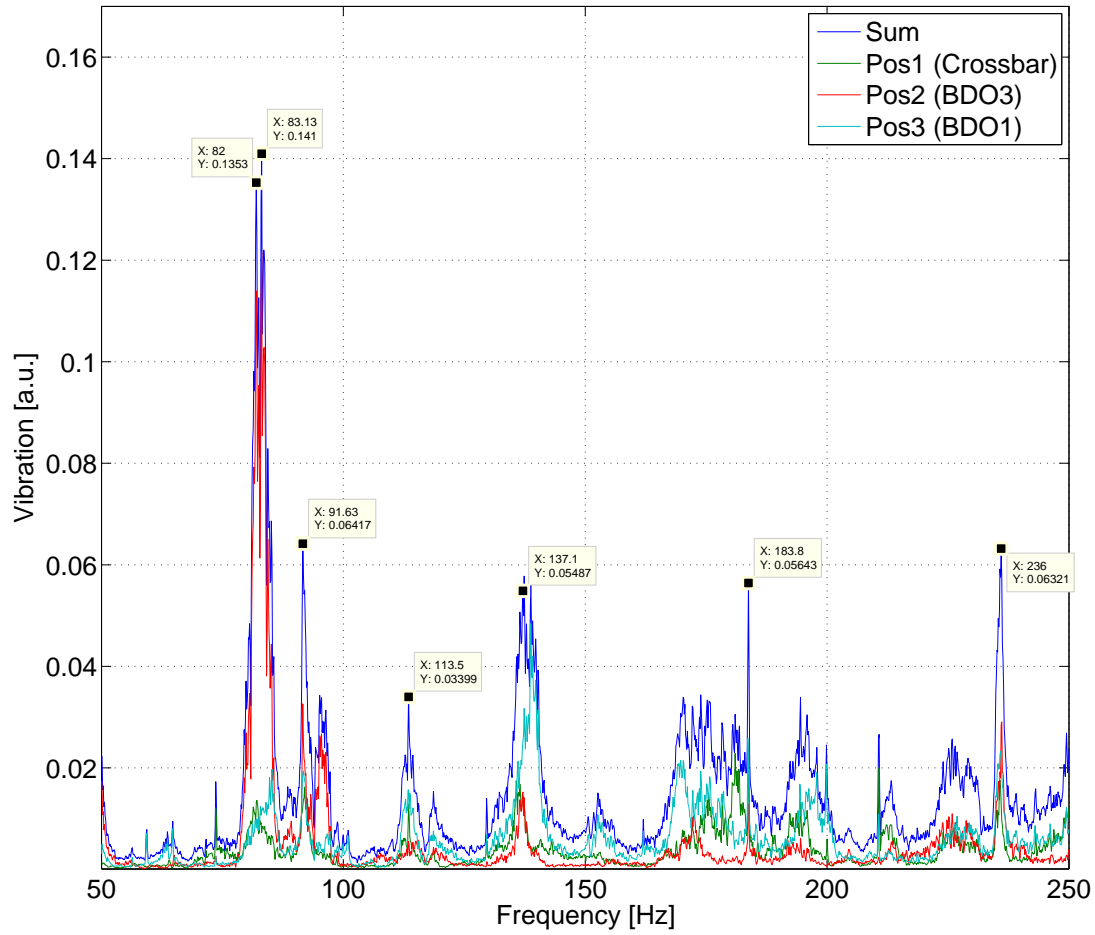 Sum
Pos1 (Crossbar)
Pos2 (BDO3)
Pos3 (BDO1)
0.16
0.14
0.12
0.1
0.08
0.06
0.04
0.02
Vibration [a.u.]
X: 83.13
Y: 0.141
X: 82
Y: 0.1353
X: 91.63
Y: 0.06417
X: 113.5
Y: 0.03399
X: 137.1
Y: 0.05487
X: 183.8
Y: 0.05643
X: 236
Y: 0.06321
50
100
150
200
250
Frequency [Hz]